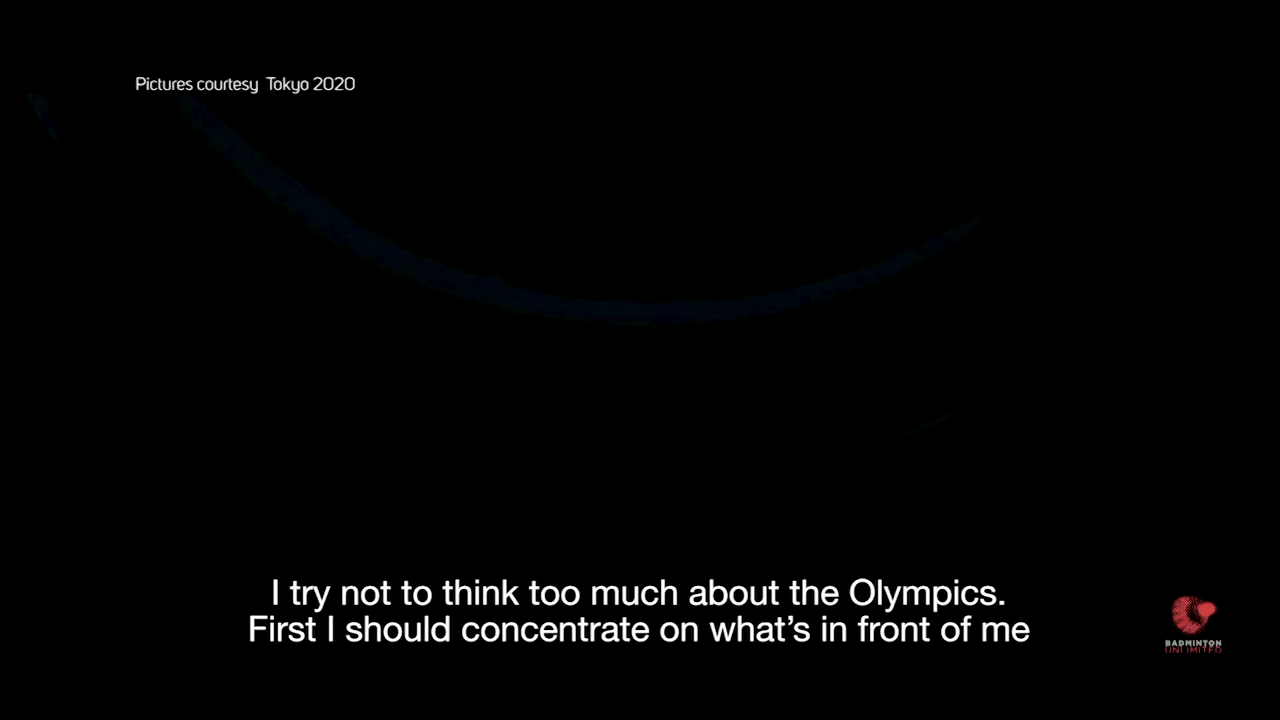 Pictures courtesy Tokyo 2020
I try not to think too much about the Olympics.
First I should concentrate on what's in front of me
BADMINTON
UNLIMITED